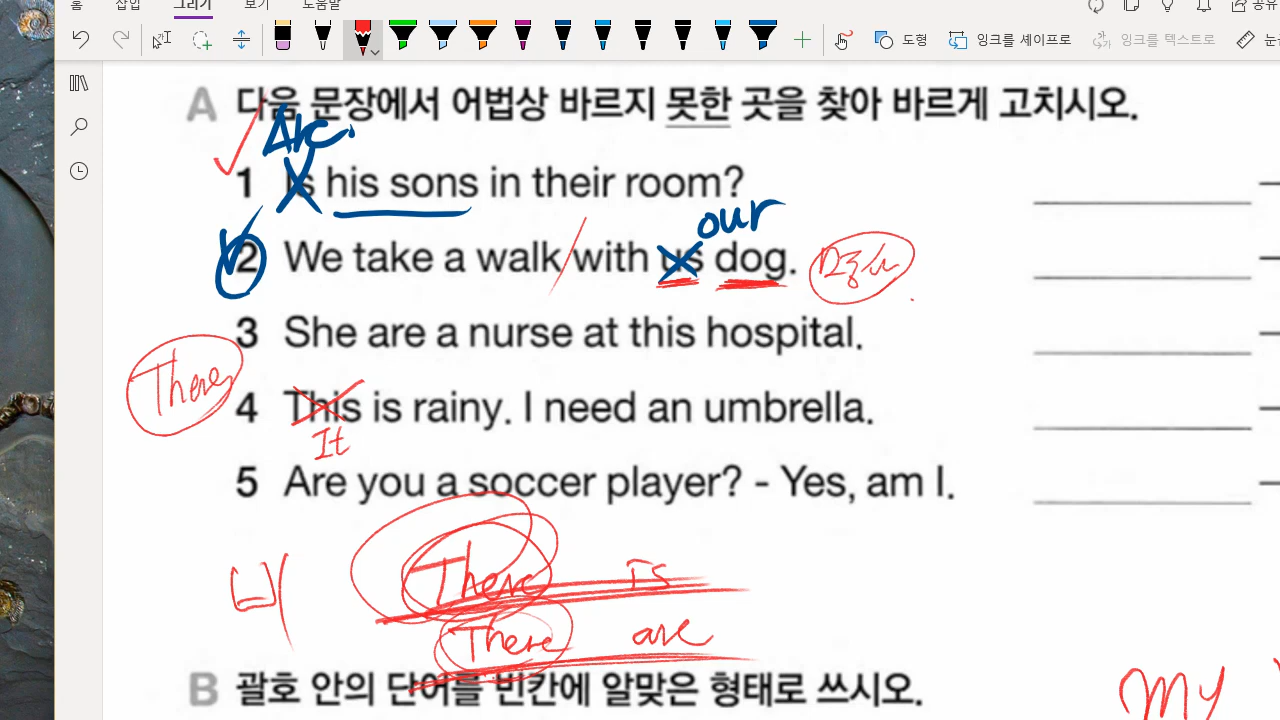 홈 삽입 그리기 보기 도움말 공유
도형 잉크를 셰이프로 잉크를 텍스트로
A 다음 문장에서 어법상 바르지 못한 곳을 찾아 바르게 고치시오.
Are
1 Is his sons in their room?
our
2 We take a walk with us dog.
3 She are a nurse at this hospital.
There
4 This is rainy. I need an umbrella.
It
5 Are you a soccer player? - Yes, am I.
비 There is
There are
B 괄호 안의 단어를 빈칸에 알맞은 형태로 쓰시오.
My